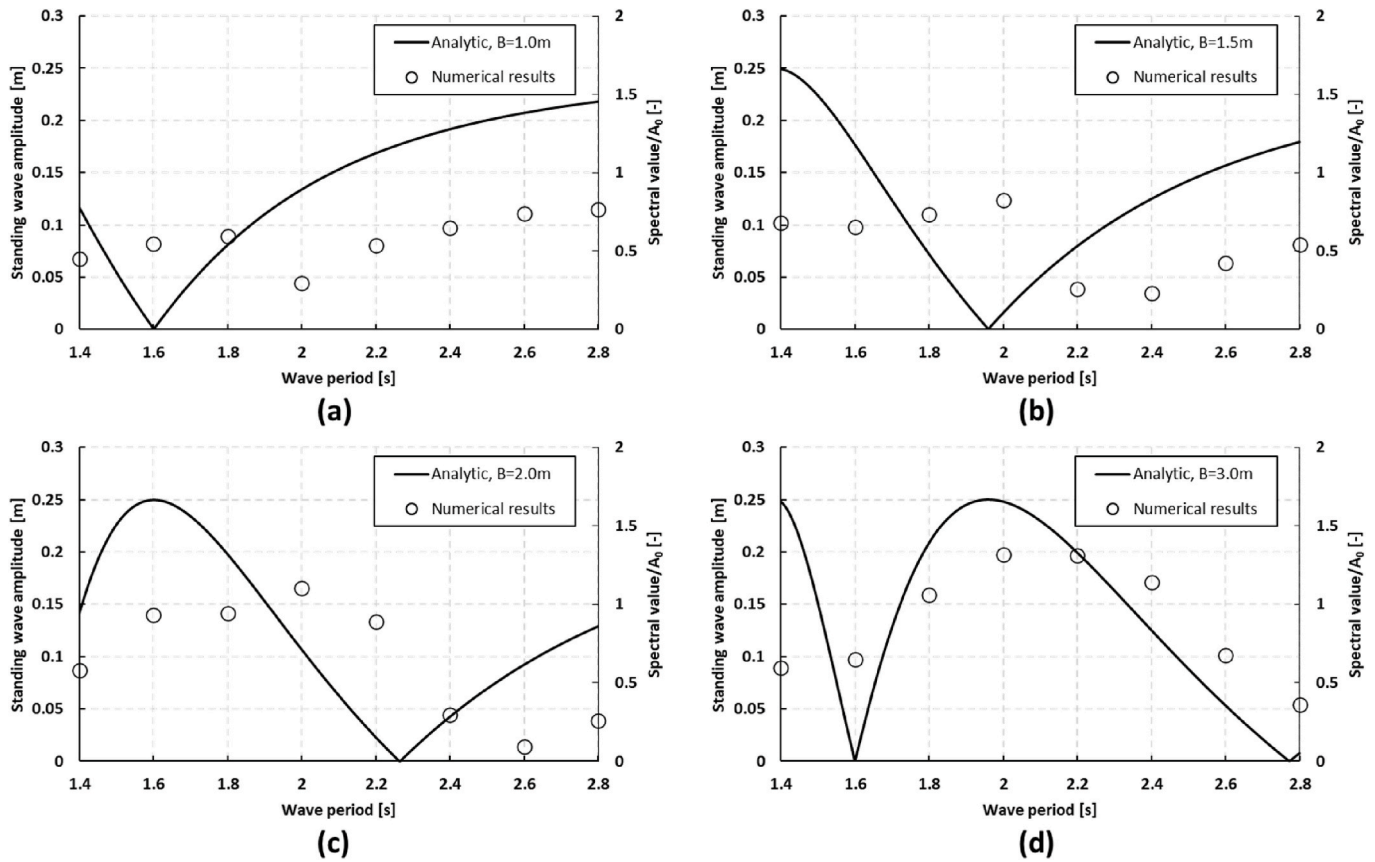 0.3
0.25
0.2
0.15
0.1
0.05
0
Standing wave amplitude [m]
2
1.5
1
0.5
0
Spectral value/A₀ [-]
Analytic, B=1.0m
Numerical results
1.4 1.6 1.8 2 2.2 2.4 2.6 2.8
Wave period [s]
(a)
0.3
0.25
0.2
0.15
0.1
0.05
0
Standing wave amplitude [m]
2
1.5
1
0.5
0
Spectral value/A₀ [-]
Analytic, B=1.5m
Numerical results
1.4 1.6 1.8 2 2.2 2.4 2.6 2.8
Wave period [s]
(b)
0.3
0.25
0.2
0.15
0.1
0.05
0
Standing wave amplitude [m]
2
1.5
1
0.5
0
Spectral value/A₀ [-]
Analytic, B=2.0m
Numerical results
1.4 1.6 1.8 2 2.2 2.4 2.6 2.8
Wave period [s]
(c)
0.3
0.25
0.2
0.15
0.1
0.05
0
Standing wave amplitude [m]
2
1.5
1
0.5
0
Spectral value/A₀ [-]
Analytic, B=3.0m
Numerical results
1.4 1.6 1.8 2 2.2 2.4 2.6 2.8
Wave period [s]
(d)